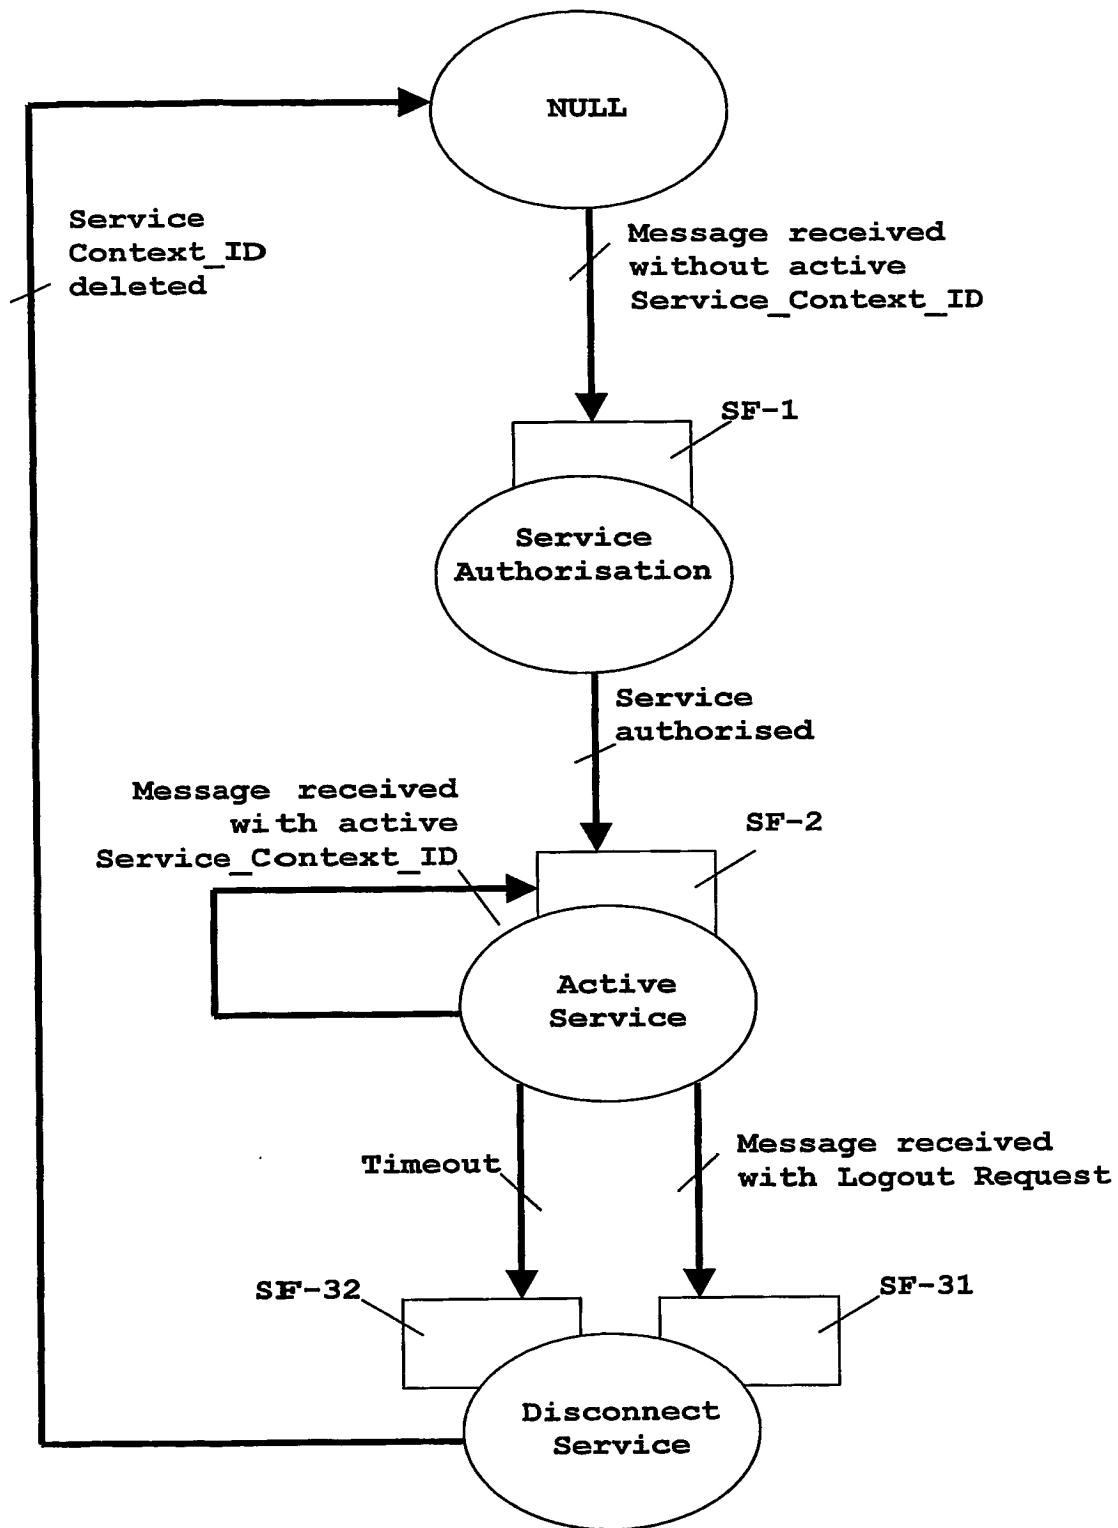 NULL
Service
Context_ID
deleted
Message received
without active
Service_Context_ID
SF-1
Service
Authorisation
Service
authorised
Message received
with active
Service_Context_ID
SF-2
Active
Service
Timeout
Message received
with Logout Request
SF-32
SF-31
Disconnect
Service